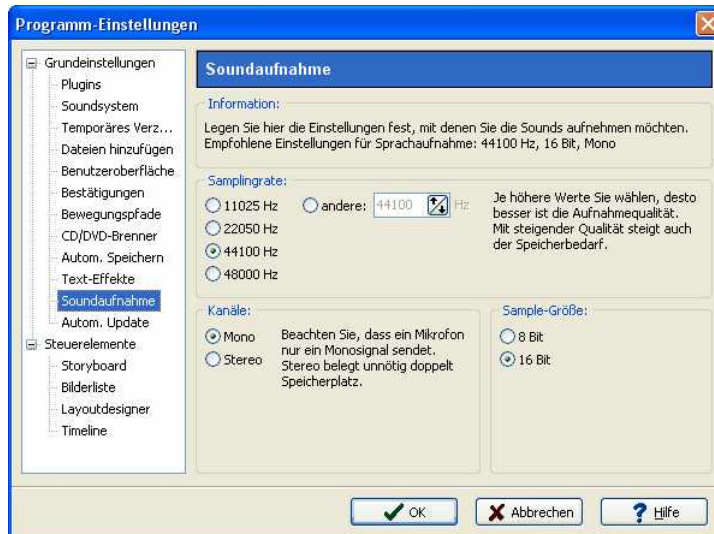 Programm-Einstellungen
Grundeinstellungen
Plugins
Soundsystem
Temporäres Verz...
Dateien hinzufügen
Benutzeroberfläche
Bestätigungen
Bewegungspfade
CD/DVD-Brenner
Autom. Speichern
Text-Effekte
Soundaufnahme
Autom. Update
Steuerelemente
Storyboard
Bilderliste
Layoutdesigner
Timeline
Soundaufnahme
Information:
Legen Sie hier die Einstellungen fest, mit denen Sie die Sounds aufnehmen möchten.
Empfohlene Einstellungen für Sprachaufnahme: 44100 Hz, 16 Bit, Mono
Samplingrate:
11025 Hz
andere: 44100 Hz
22050 Hz
44100 Hz
48000 Hz
Je höhere Werte Sie wählen, desto
besser ist die Aufnahmequalität.
Mit steigender Qualität steigt auch
der Speicherbedarf.
Kanäle:
Mono
Stereo
Beachten Sie, dass ein Mikrofon
nur ein Monosignal sendet.
Stereo belegt unnötig doppelt
Speicherplatz.
Sample-Größe:
8 Bit
16 Bit
OK
Abbrechen
Hilfe